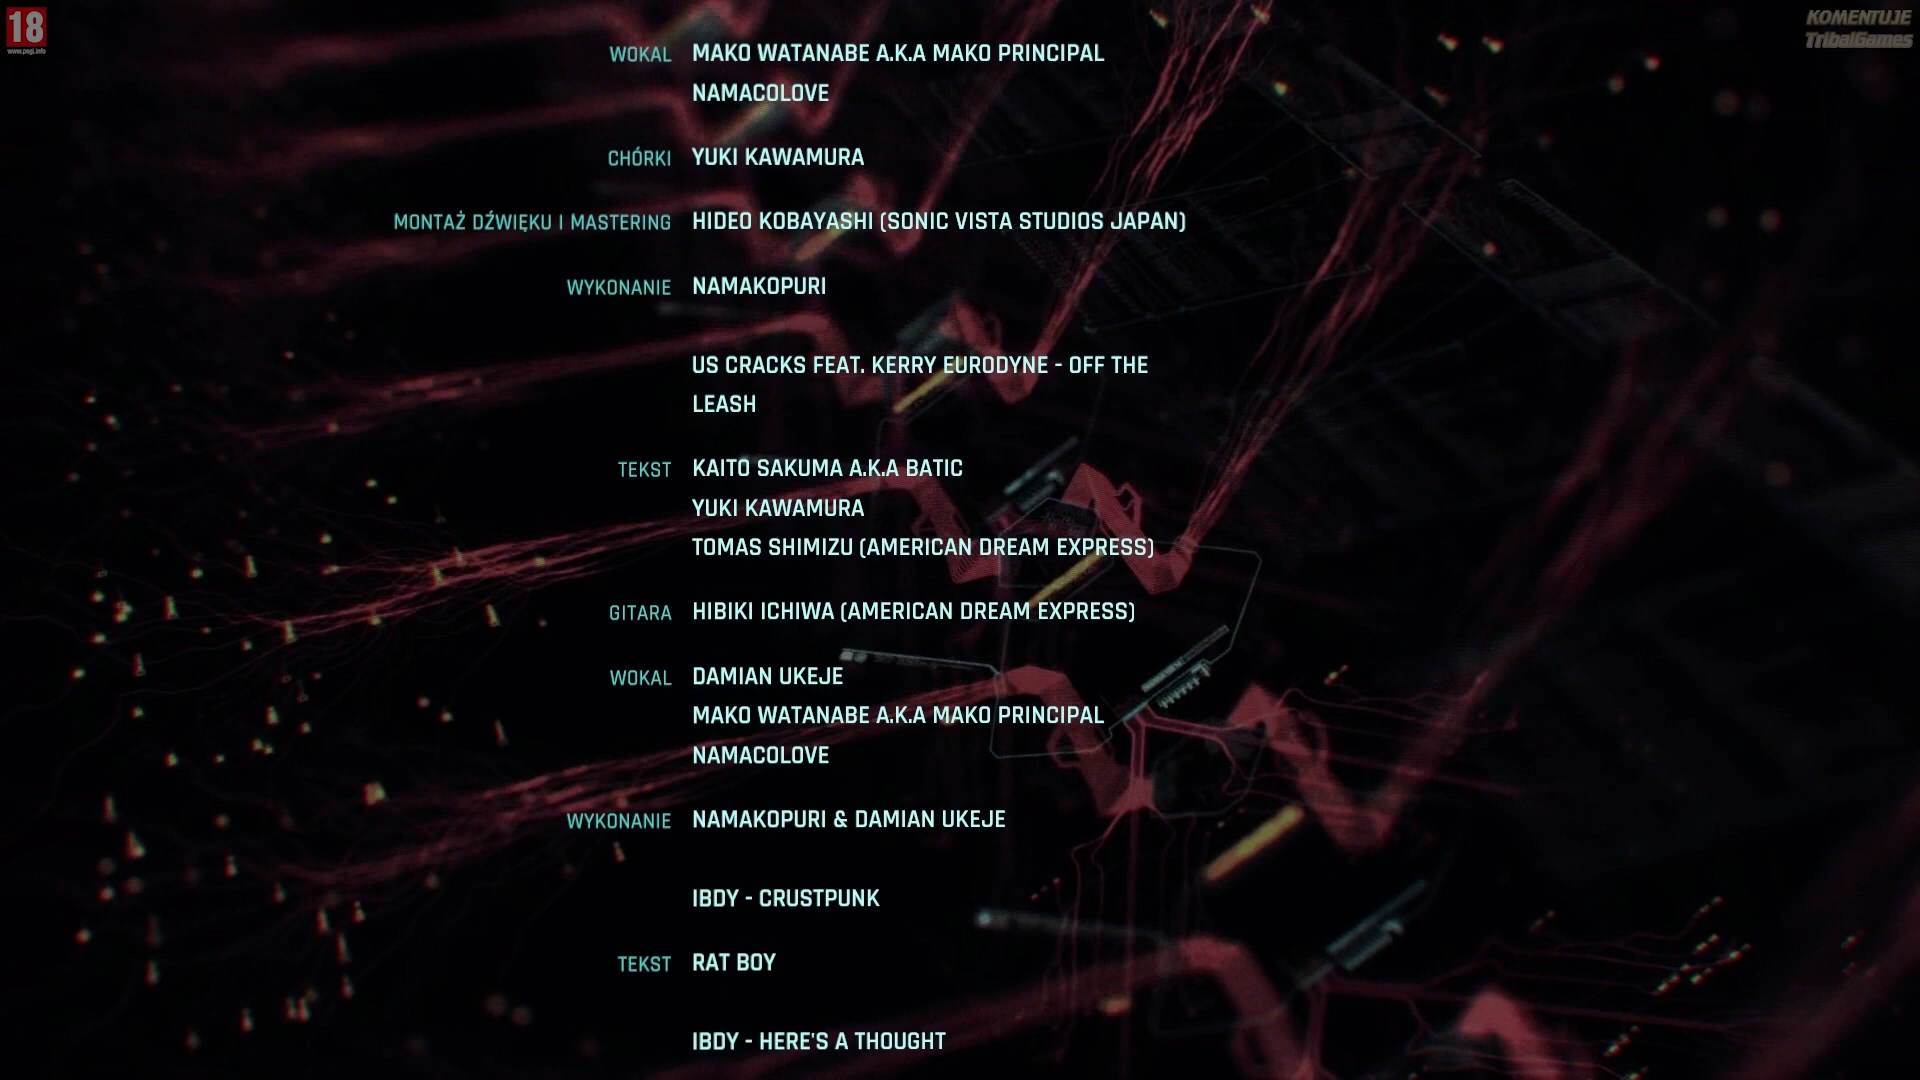 18
www.pegi.info
KOMENTUJE
TribalGames
WOKAL MAKO WATANABE A.K.A MAKO PRINCIPAL
NAMACOLOVE
CHÓRKI YUKI KAWAMURA
MONTAŻ DŹWIĘKU I MASTERING HIDEO KOBAYASHI (SONIC VISTA STUDIOS JAPAN)
WYKONANIE NAMAKOPURI
US CRACKS FEAT. KERRY EURODYNE - OFF THE
LEASH
TEKST KAITO SAKUMA A.K.A BATIC
YUKI KAWAMURA
TOMAS SHIMIZU (AMERICAN DREAM EXPRESS)
GITARA HIBIKI ICHIWA (AMERICAN DREAM EXPRESS)
WOKAL DAMIAN UKEJE
MAKO WATANABE A.K.A MAKO PRINCIPAL
NAMACOLOVE
WYKONANIE NAMAKOPURI & DAMIAN UKEJE
IBDY - CRUSTPUNK
TEKST RAT BOY
IBDY - HERE'S A THOUGHT